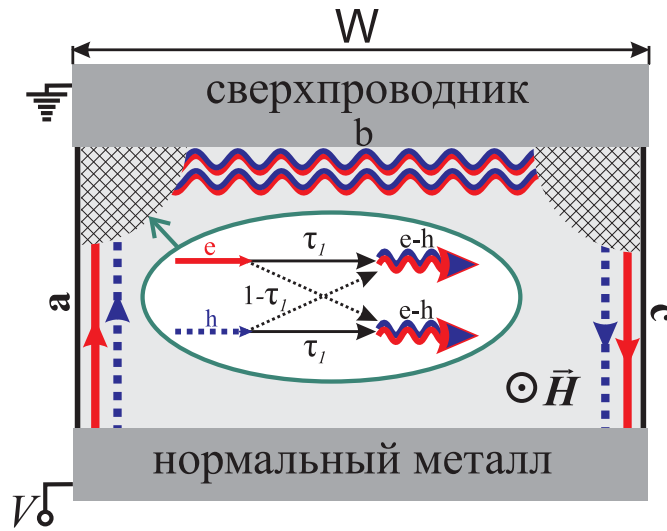 W
сверхпроводник
b
e
τ₁
e-h
1-τ₁
h
τ₁
e-h
a
c
H
нормальный металл
V